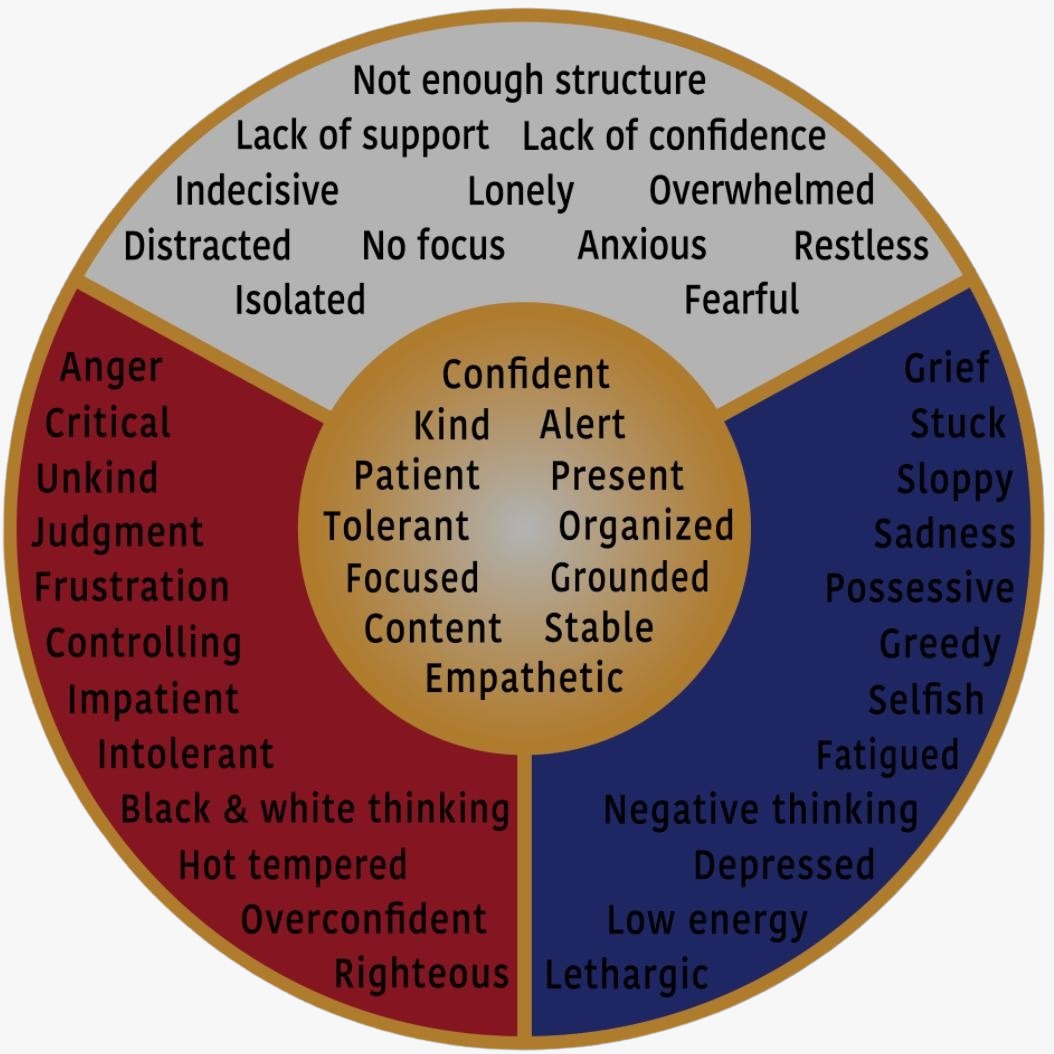 Not enough structure
Lack of support Lack of confidence
Indecisive Lonely Overwhelmed
Distracted No focus Anxious Restless
Isolated Fearful
Anger
Critical
Unkind
Judgment
Frustration
Controlling
Impatient
Intolerant
Black & white thinking
Hot tempered
Overconfident
Righteous
Confident
Kind Alert
Patient Present
Tolerant Organized
Focused Grounded
Content Stable
Empathetic
Grief
Stuck
Sloppy
Sadness
Possessive
Greedy
Selfish
Fatigued
Negative thinking
Depressed
Low energy
Lethargic